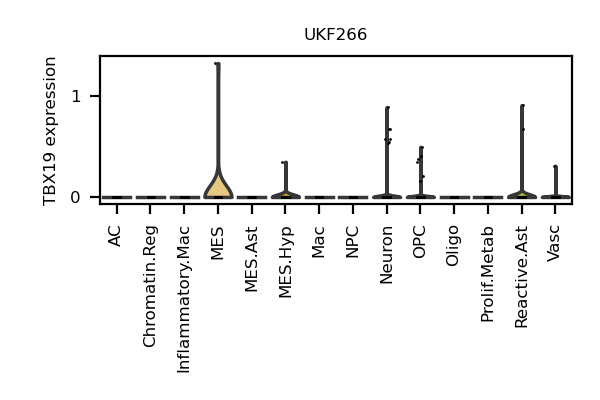 UKF266
TBX19 expression
1
0
AC
Chromatin.Reg
Inflammatory.Mac
MES
MES.Ast
MES.Hyp
Mac
NPC
Neuron
OPC
Oligo
Prolif.Metab
Reactive.Ast
Vasc